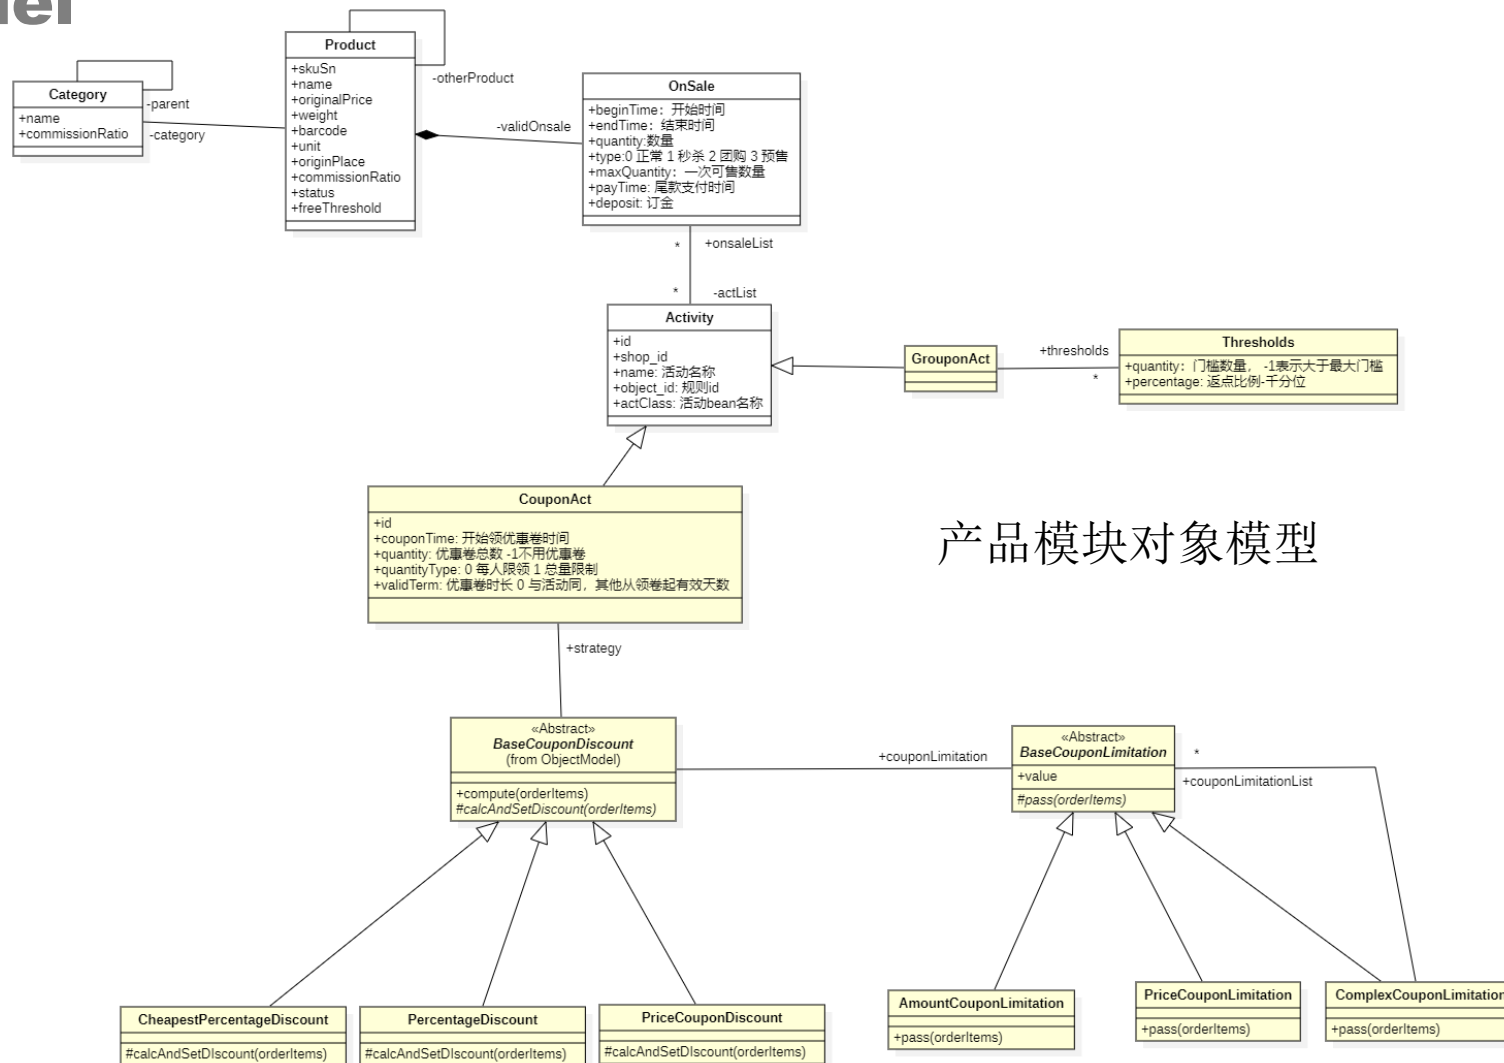 Product
+skuSn
+name
+originalPrice
+weight
+barcode
+unit
+originPlace
+commissionRatio
+status
+freeThreshold
-otherProduct
Category
+name
+commissionRatio
-parent
-category
-validOnsale
OnSale
+beginTime：开始时间
+endTime：结束时间
+quantity:数量
+type:0 正常 1 秒杀 2 团购 3 预售
+maxQuantity：一次可售数量
+payTime: 尾款支付时间
+deposit: 订金
* +onsaleList
* -actList
Activity
+id
+shop_id
+name: 活动名称
+object_id: 规则id
+actClass: 活动bean名称
GrouponAct
+thresholds
*
Thresholds
+quantity：门槛数量， -1表示大于最大门槛
+percentage: 返点比例-千分位
CouponAct
+id
+couponTime: 开始领优惠卷时间
+quantity: 优惠卷总数 -1不用优惠卷
+quantityType: 0 每人限领 1 总量限制
+validTerm: 优惠卷时长 0 与活动同，其他从领卷起有效天数
产品模块对象模型
+strategy
«Abstract»
BaseCouponDiscount
(from ObjectModel)
+compute(orderItems)
#calcAndSetDiscount(orderItems)
+couponLimitation
«Abstract»
BaseCouponLimitation
+value
#pass(orderItems)
*
+couponLimitationList
CheapestPercentageDiscount
#calcAndSetDIscount(orderItems)
PercentageDiscount
#calcAndSetDIscount(orderItems)
PriceCouponDiscount
#calcAndSetDIscount(orderItems)
AmountCouponLimitation
+pass(orderItems)
PriceCouponLimitation
+pass(orderItems)
ComplexCouponLimitation
+pass(orderItems)